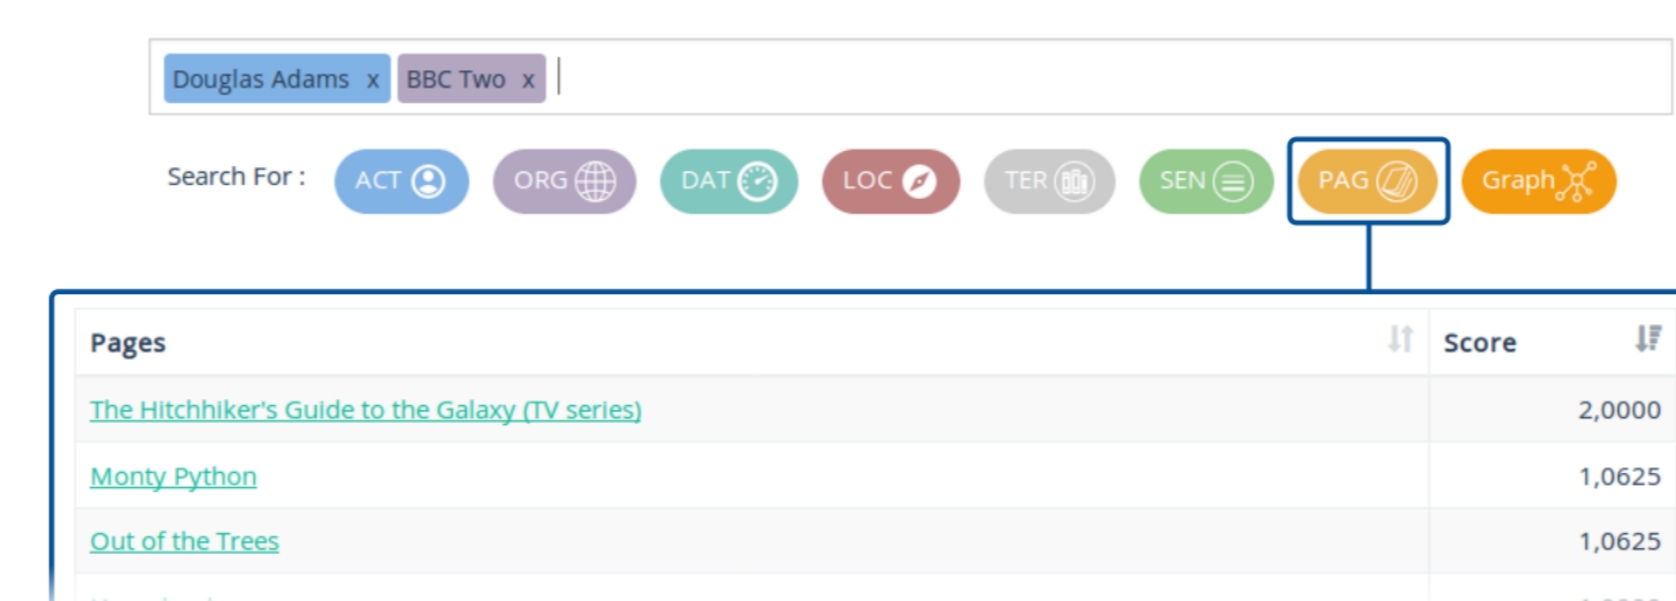 Douglas Adams x BBC Two x
Search For : ACT ORG DAT LOC TER SEN PAG Graph
Pages Score
The Hitchhiker's Guide to the Galaxy (TV series) 2,0000
Monty Python 1,0625
Out of the Trees 1,0625